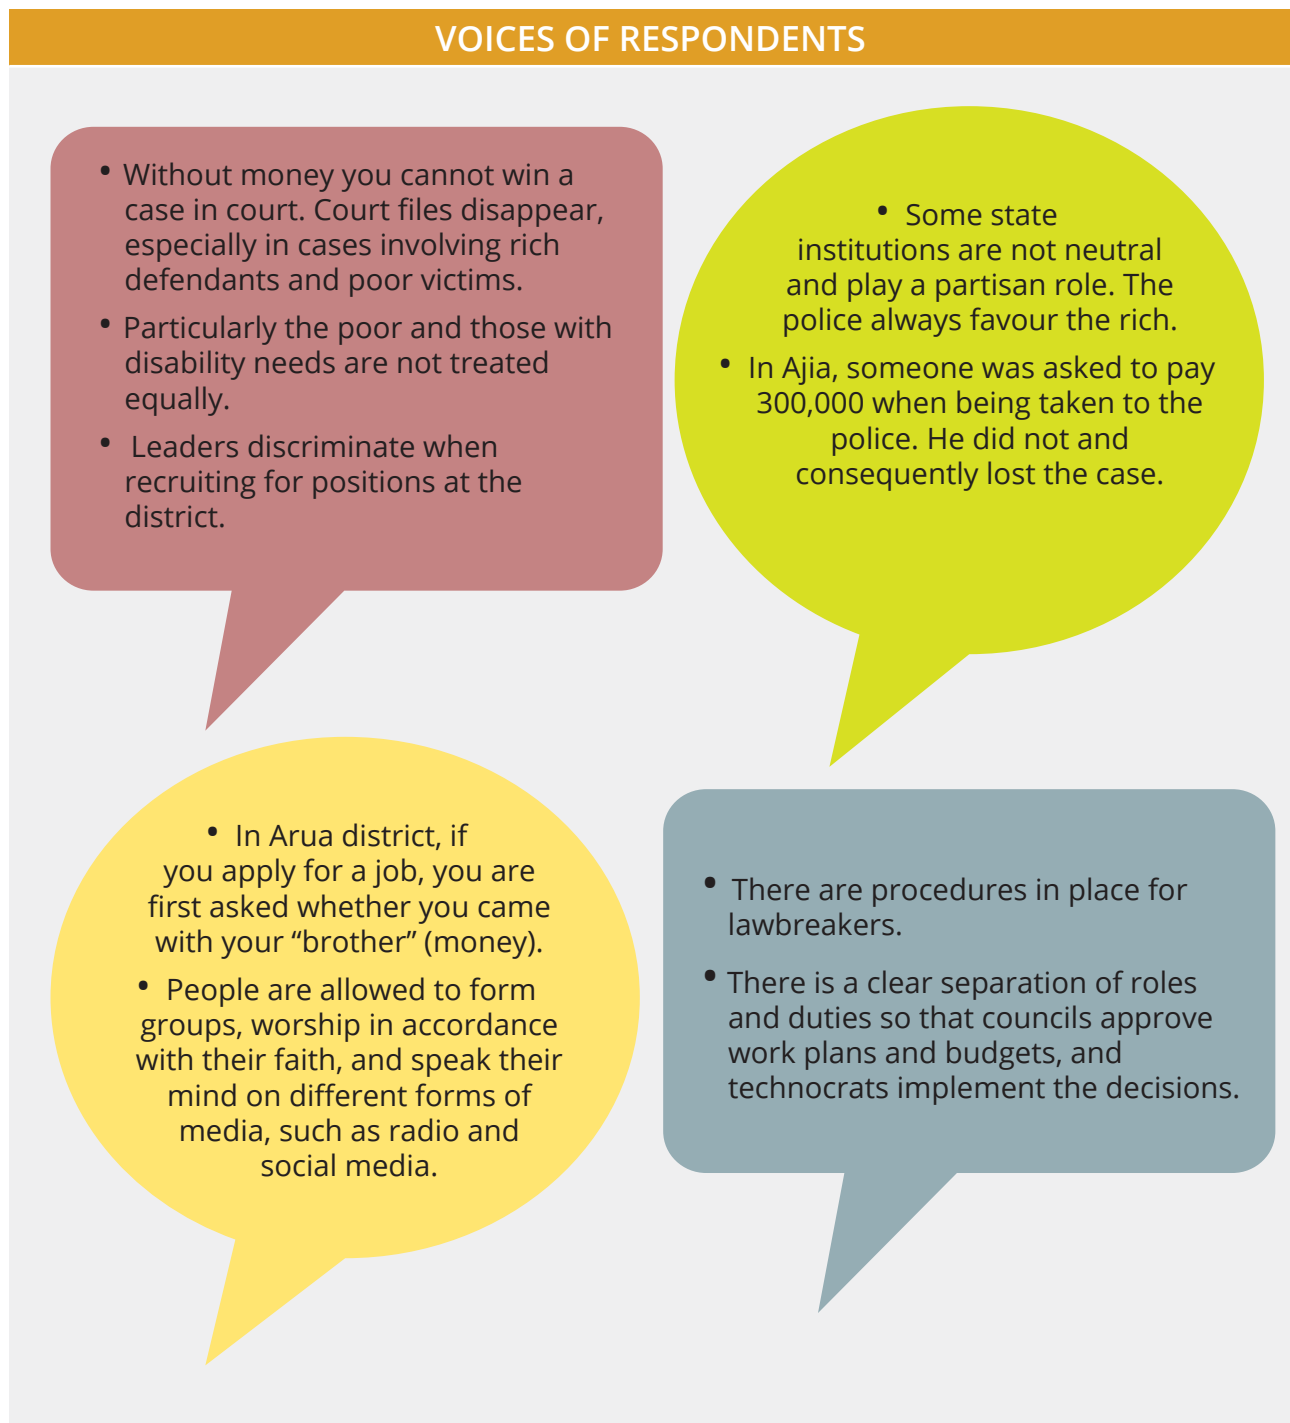 VOICES OF RESPONDENTS
• Without money you cannot win a
case in court. Court files disappear,
especially in cases involving rich
defendants and poor victims.
• Particularly the poor and those with
disability needs are not treated
equally.
• Leaders discriminate when
recruiting for positions at the
district.
• Some state
institutions are not neutral
and play a partisan role. The
police always favour the rich.
• In Ajia, someone was asked to pay
300,000 when being taken to the
police. He did not and
consequently lost the case.
• In Arua district, if
you apply for a job, you are
first asked whether you came
with your “brother” (money).
• People are allowed to form
groups, worship in accordance
with their faith, and speak their
mind on different forms of
media, such as radio and
social media.
• There are procedures in place for
lawbreakers.
• There is a clear separation of roles
and duties so that councils approve
work plans and budgets, and
technocrats implement the decisions.